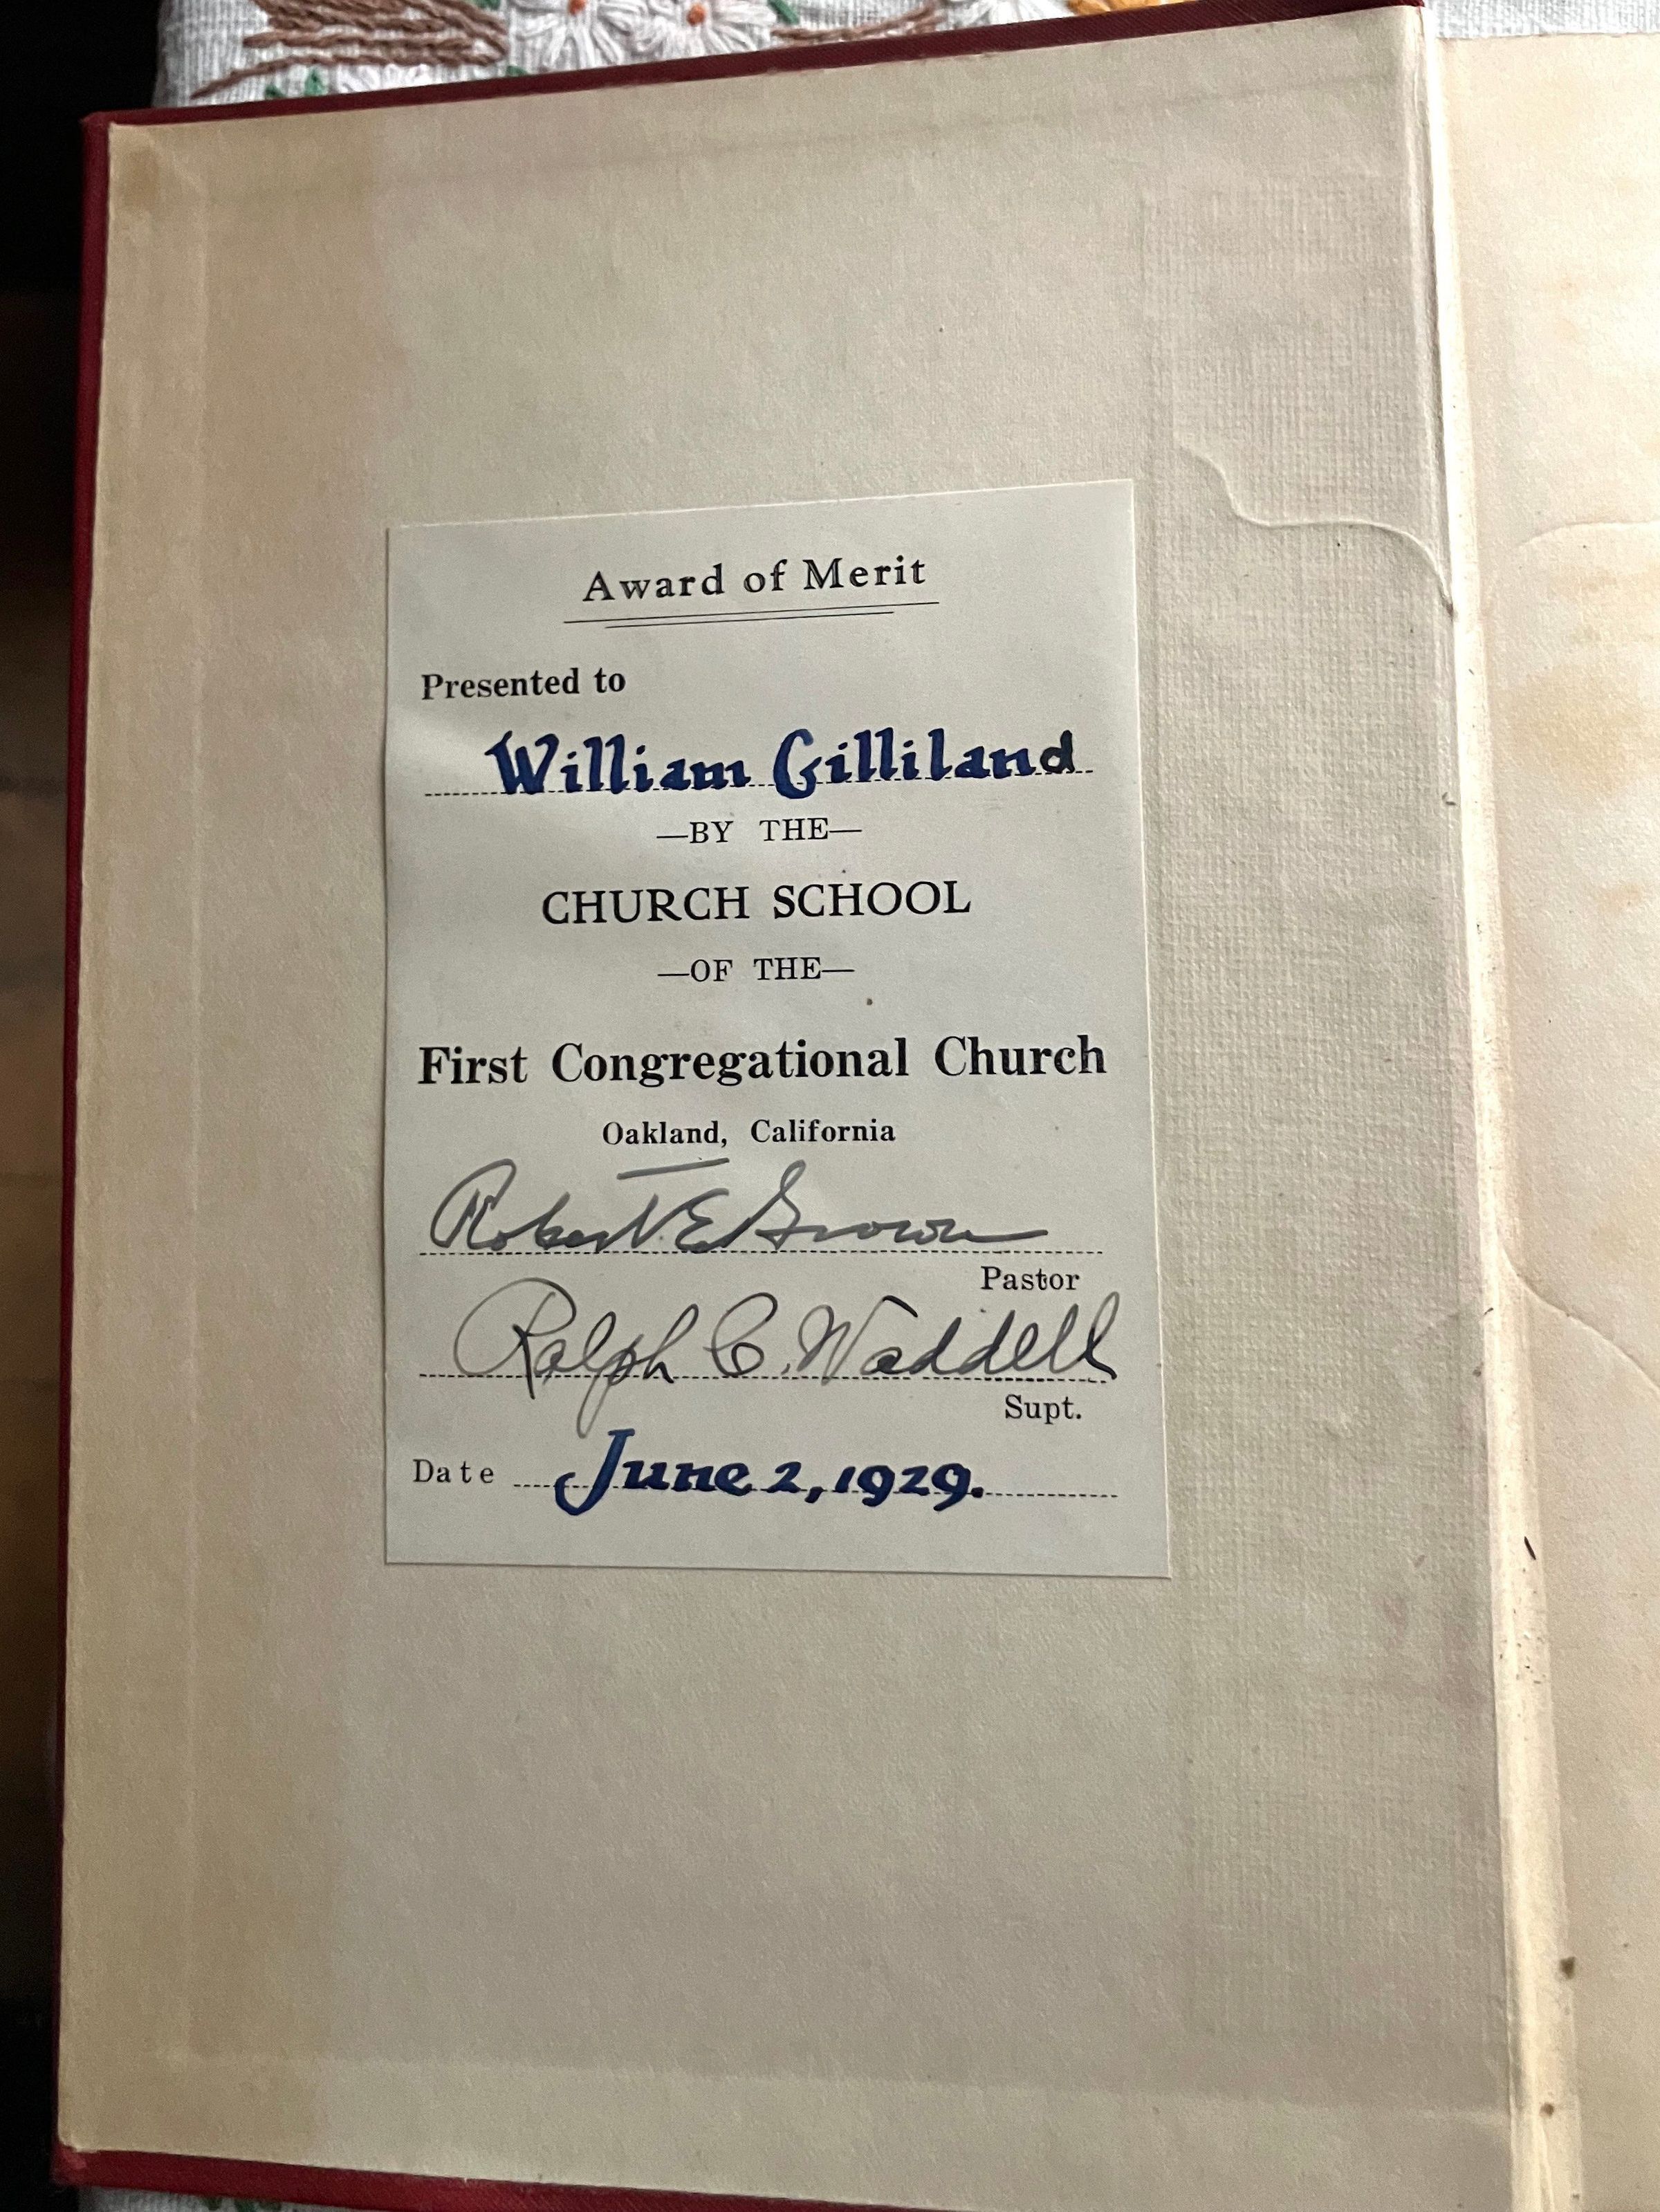 Award of Merit
Presented to
William Gilliland
—BY THE—
CHURCH SCHOOL
—OF THE—
First Congregational Church
Oakland, California
Robert E Brown
Pastor
Ralph C. Waddell
Supt.
Date June 2, 1929.